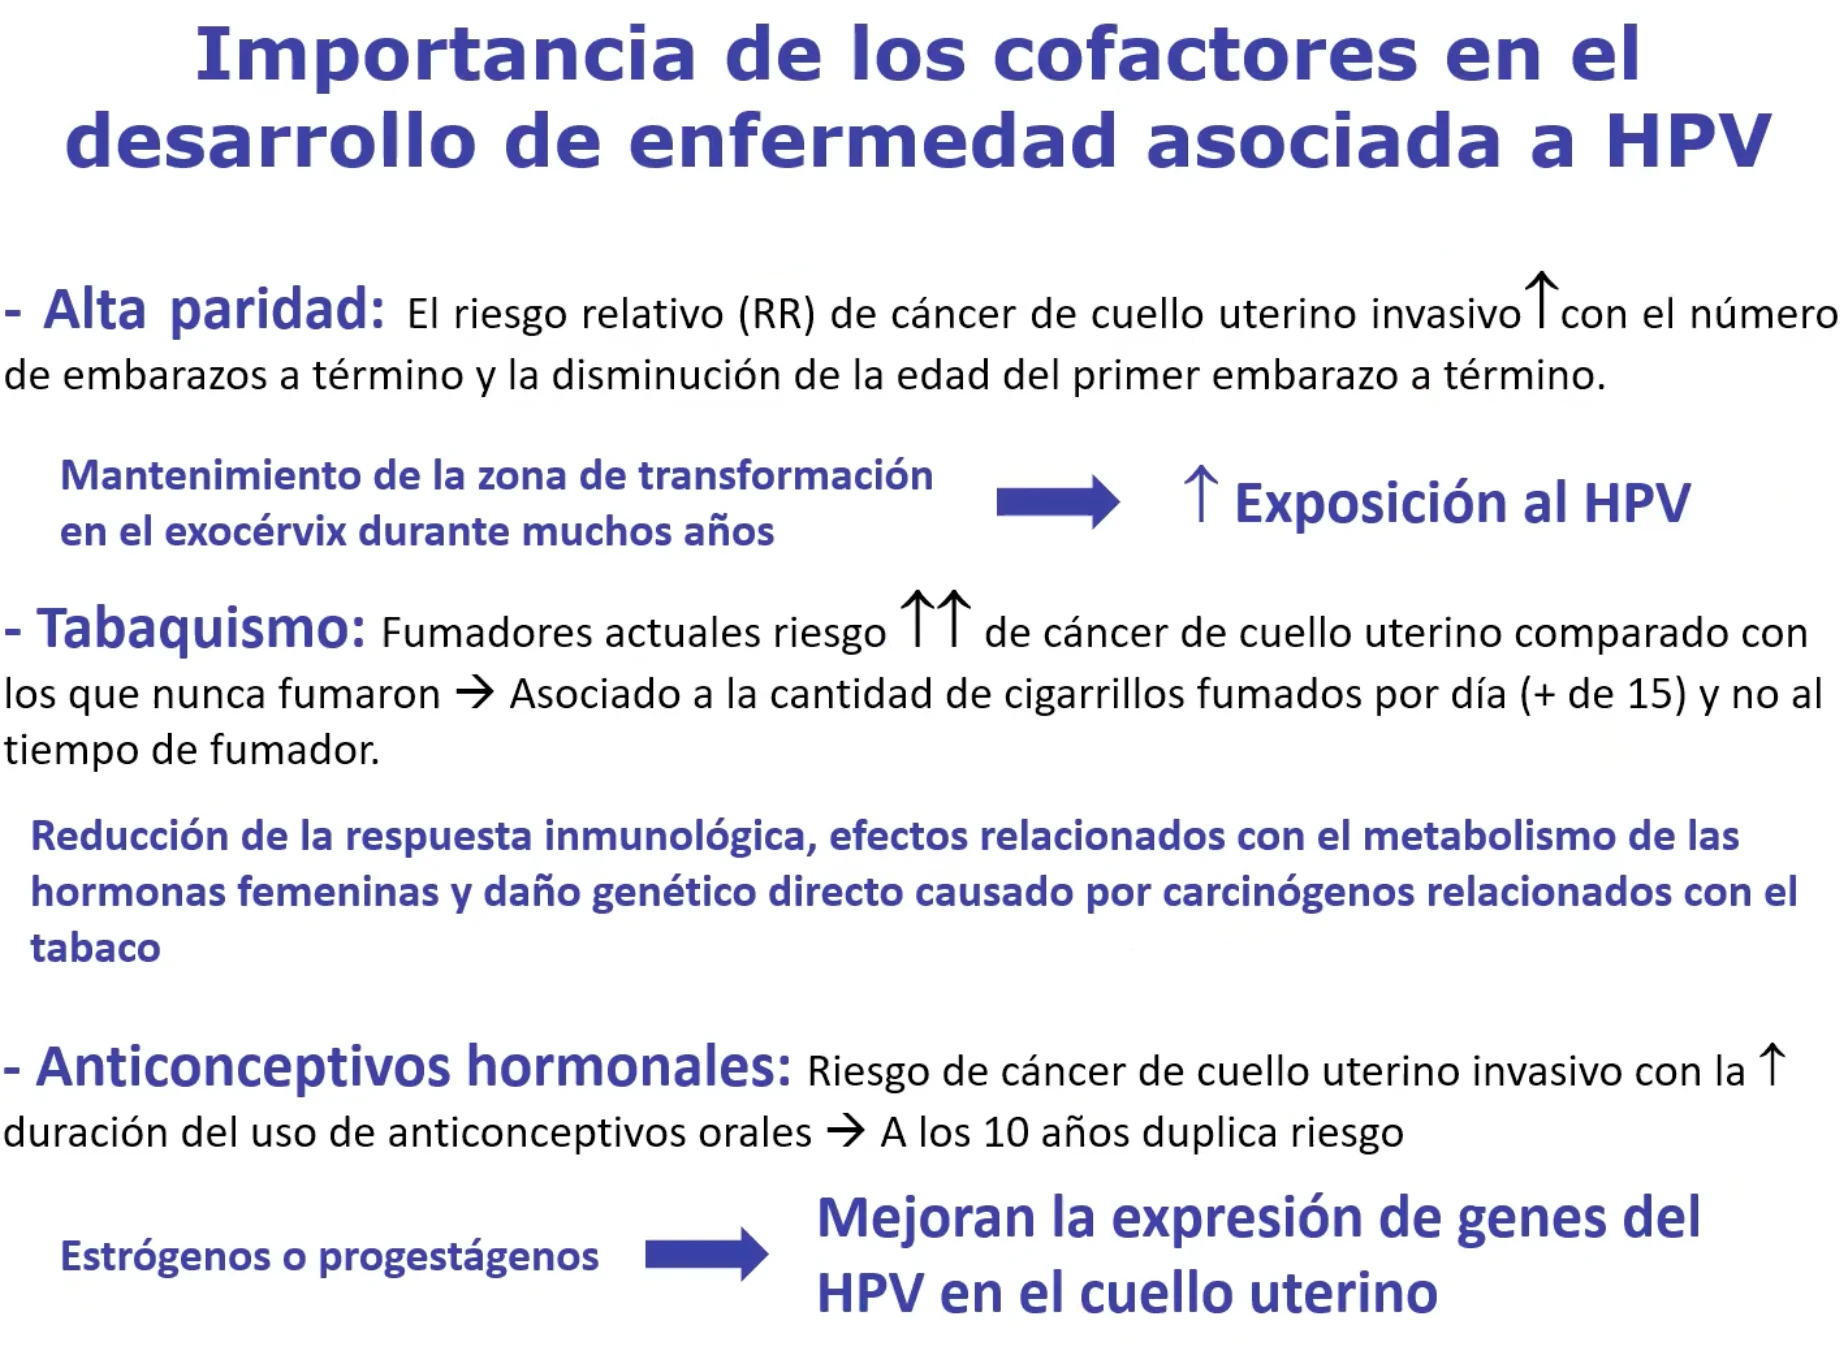 Importancia de los cofactores en el
desarrollo de enfermedad asociada a HPV
- Alta paridad: El riesgo relativo (RR) de cáncer de cuello uterino invasivo ↑ con el número
de embarazos a término y la disminución de la edad del primer embarazo a término.
Mantenimiento de la zona de transformación
en el exocérvix durante muchos años
↑ Exposición al HPV
- Tabaquismo: Fumadores actuales riesgo ↑↑ de cáncer de cuello uterino comparado con
los que nunca fumaron → Asociado a la cantidad de cigarrillos fumados por día (+ de 15) y no al
tiempo de fumador.
Reducción de la respuesta inmunológica, efectos relacionados con el metabolismo de las
hormonas femeninas y daño genético directo causado por carcinógenos relacionados con el
tabaco
- Anticonceptivos hormonales: Riesgo de cáncer de cuello uterino invasivo con la ↑
duración del uso de anticonceptivos orales → A los 10 años duplica riesgo
Estrógenos o progestágenos
Mejoran la expresión de genes del
HPV en el cuello uterino